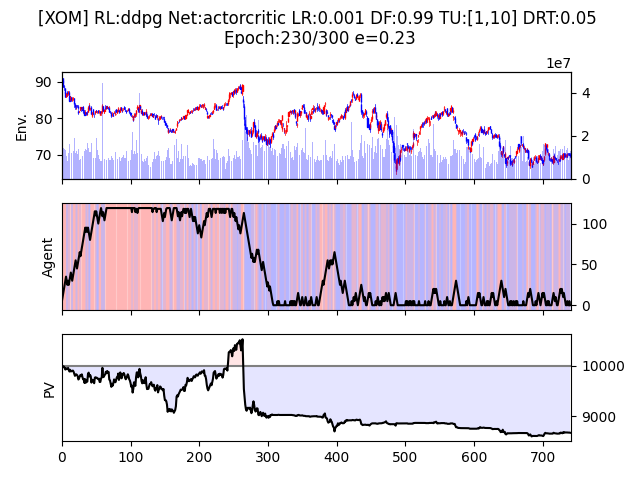 [XOM] RL:ddpg Net:actorcritic LR:0.001 DF:0.99 TU:[1,10] DRT:0.05
Epoch:230/300 e=0.23
1e7
Env.
90
80
70
4
2
0
Agent
100
50
0
PV
10000
9000
0 100 200 300 400 500 600 700